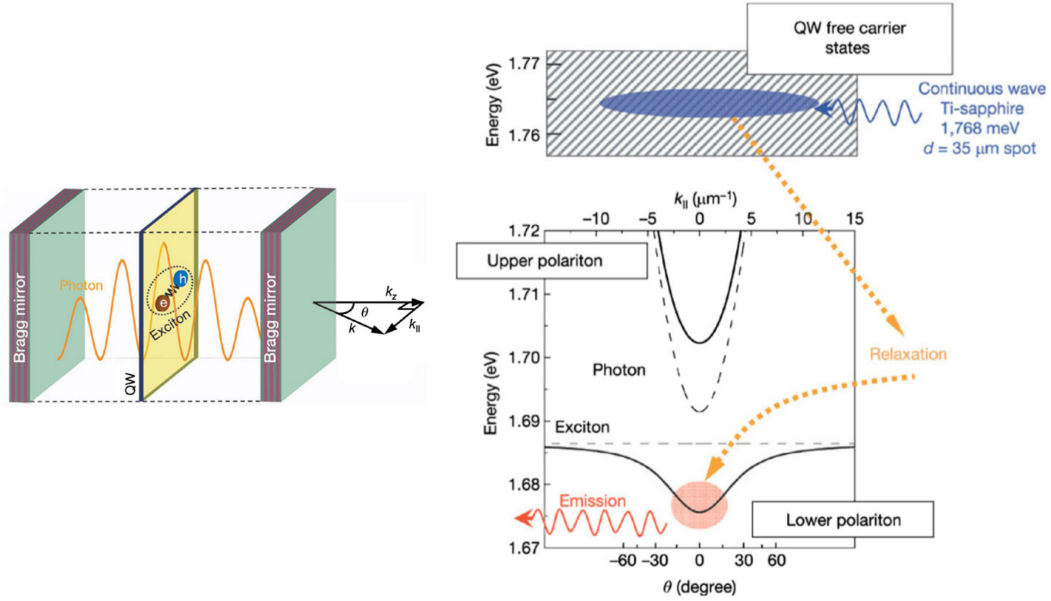 Bragg mirror
Photon
QW
e
h
Exciton
Bragg mirror
k_z
θ
k
k_||
QW free carrier
states
Energy (eV)
1.77
1.76
Continuous wave
Ti-sapphire
1,768 meV
d = 35 μm spot
k_|| (μm⁻¹)
−10 −5 0 5 10 15
Energy (eV)
1.72
1.71
1.70
1.69
1.68
1.67
Upper polariton
Photon
Relaxation
Exciton
Emission
Lower polariton
−60 −30 0 30 60
θ (degree)